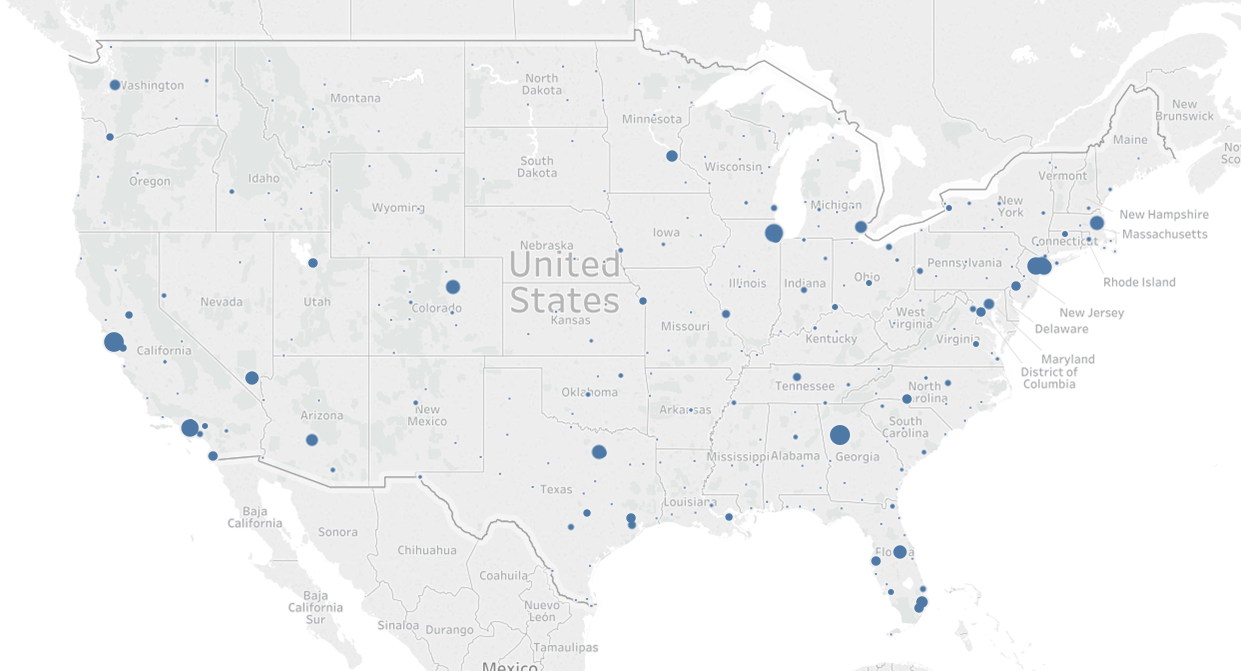 Washington
Montana
North
Dakota
Minnesota
Oregon
Idaho
South
Dakota
Wisconsin
Michigan
Wyoming
Iowa
Nebraska
United
States
Nevada
Utah
Colorado
Kansas
Missouri
Illinois
Indiana
Ohio
Pennsylvania
New
York
Vermont
Maine
New
Brunswick
No
Sco
New Hampshire
Massachusetts
Connecticut
Rhode Island
New Jersey
Delaware
Maryland
District of
Columbia
West
Virginia
Virginia
Kentucky
California
Arizona
New
Mexico
Oklahoma
Arkansas
Tennessee
North
Carolina
South
Carolina
Mississippi
Alabama
Georgia
Texas
Louisiana
Florida
Baja
California
Sonora
Chihuahua
Coahuila
Baja
California
Sur
Sinaloa
Durango
Nuevo
León
Tamaulipas
Mexico